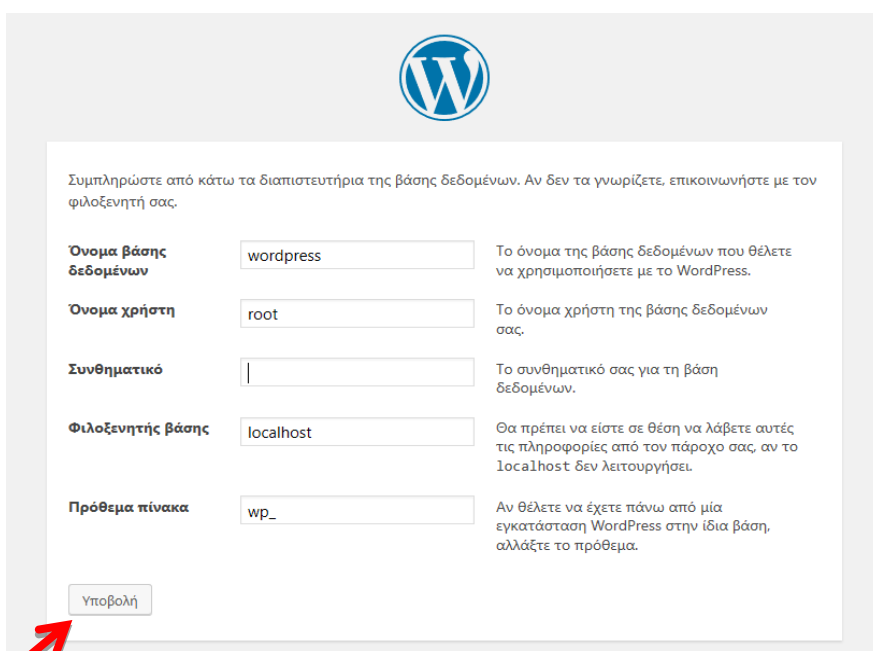 Συμπληρώστε από κάτω τα διαπιστευτήρια της βάσης δεδομένων. Αν δεν τα γνωρίζετε, επικοινωνήστε με τον
φιλοξενητή σας.
Όνομα βάσης
δεδομένων
wordpress
Το όνομα της βάσης δεδομένων που θέλετε
να χρησιμοποιήσετε με το WordPress.
Όνομα χρήστη
root
Το όνομα χρήστη της βάσης δεδομένων
σας.
Συνθηματικό
Το συνθηματικό σας για τη βάση
δεδομένων.
Φιλοξενητής βάσης
localhost
Θα πρέπει να είστε σε θέση να λάβετε αυτές
τις πληροφορίες από τον πάροχο σας, αν το
localhost δεν λειτουργήσει.
Πρόθεμα πίνακα
wp_
Αν θέλετε να έχετε πάνω από μία
εγκατάσταση WordPress στην ίδια βάση,
αλλάξτε το πρόθεμα.
Υποβολή